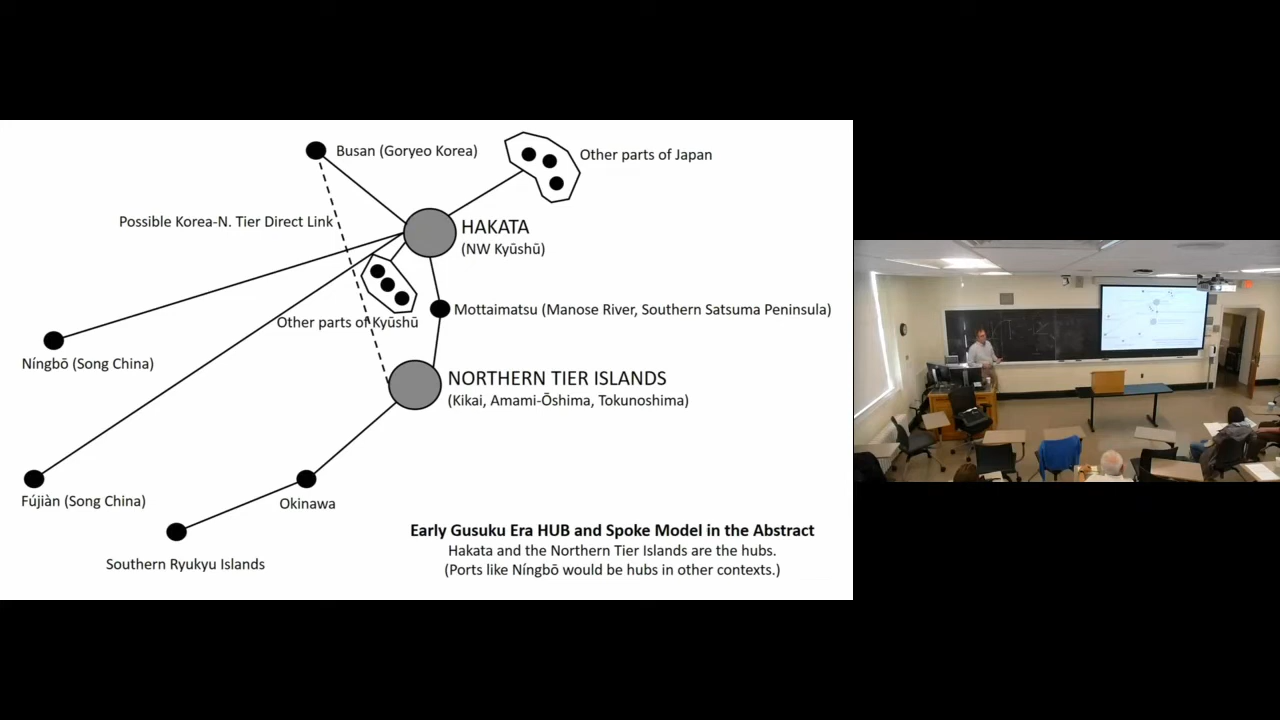 Busan (Goryeo Korea)
Other parts of Japan
Possible Korea-N. Tier Direct Link
HAKATA
(NW Kyūshū)
Mottaimatsu (Manose River, Southern Satsuma Peninsula)
Other parts of Kyūshū
Níngbō (Song China)
NORTHERN TIER ISLANDS
(Kikai, Amami-Ōshima, Tokunoshima)
Fújiàn (Song China)
Okinawa
Southern Ryukyu Islands
Early Gusuku Era HUB and Spoke Model in the Abstract
Hakata and the Northern Tier Islands are the hubs.
(Ports like Níngbō would be hubs in other contexts.)